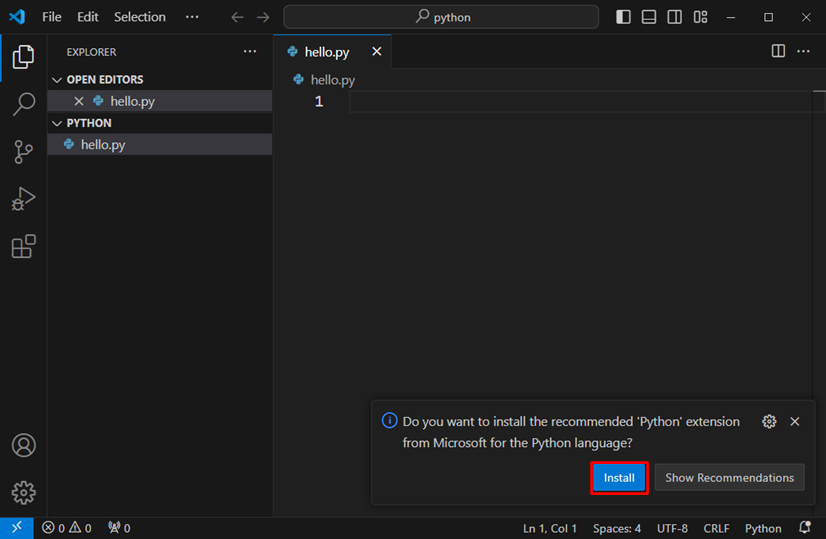 File Edit Selection ··· python
EXPLORER ···
OPEN EDITORS
hello.py
PYTHON
hello.py
hello.py
hello.py
1
Do you want to install the recommended 'Python' extension
from Microsoft for the Python language?
Install Show Recommendations
0 0 0 Ln 1, Col 1 Spaces: 4 UTF-8 CRLF Python